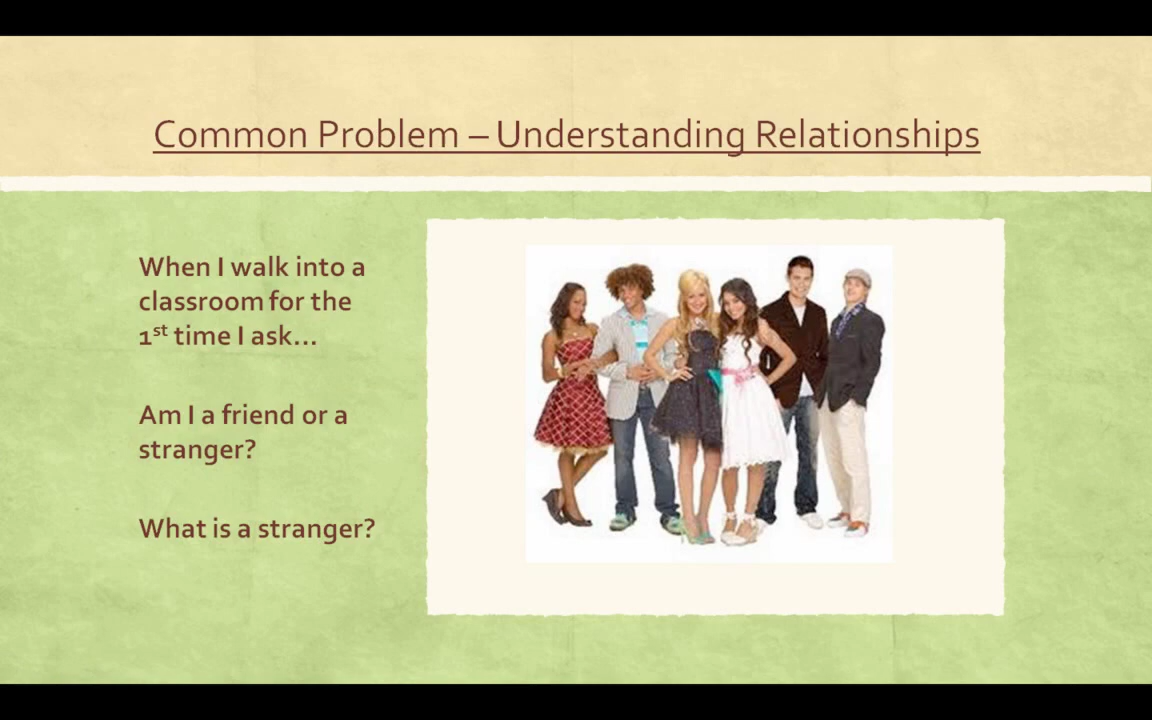 Common Problem – Understanding Relationships
When I walk into a
classroom for the
1st time I ask…
Am I a friend or a
stranger?
What is a stranger?